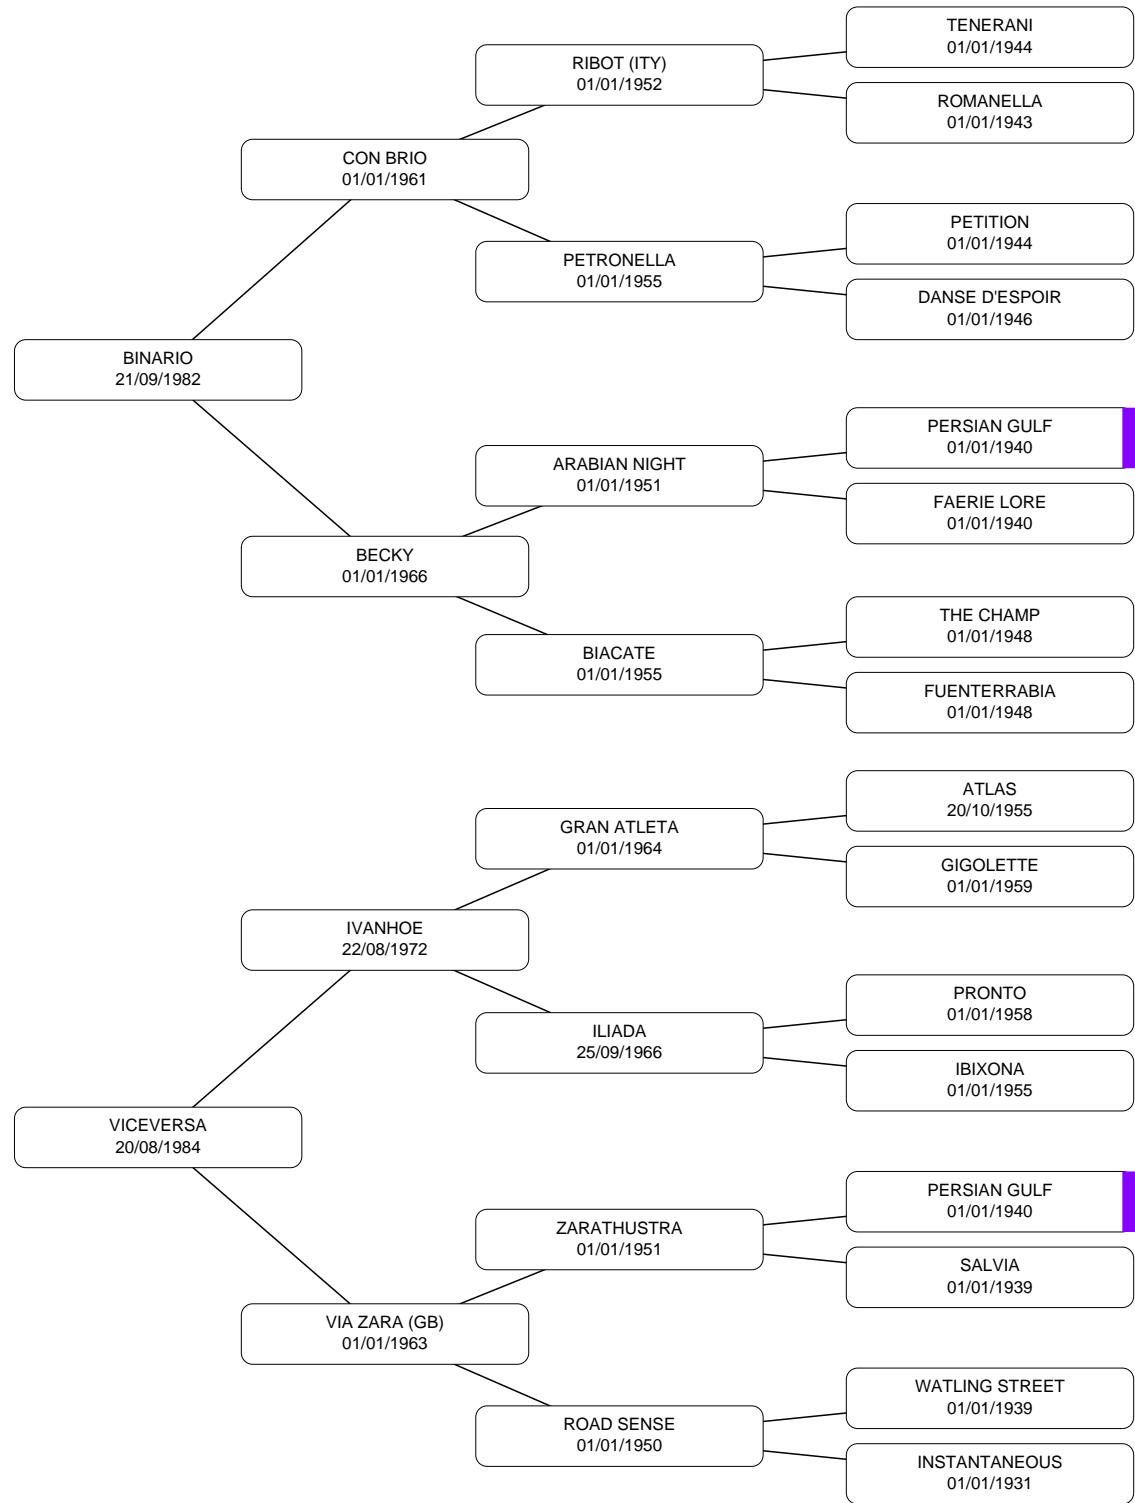 TENERANI
01/01/1944
RIBOT (ITY)
01/01/1952
ROMANELLA
01/01/1943
CON BRIO
01/01/1961
PETITION
01/01/1944
PETRONELLA
01/01/1955
DANSE D'ESPOIR
01/01/1946
BINARIO
21/09/1982
PERSIAN GULF
01/01/1940
ARABIAN NIGHT
01/01/1951
FAERIE LORE
01/01/1940
BECKY
01/01/1966
THE CHAMP
01/01/1948
BIACATE
01/01/1955
FUENTERRABIA
01/01/1948
ATLAS
20/10/1955
GRAN ATLETA
01/01/1964
GIGOLETTE
01/01/1959
IVANHOE
22/08/1972
PRONTO
01/01/1958
ILIADA
25/09/1966
IBIXONA
01/01/1955
VICEVERSA
20/08/1984
PERSIAN GULF
01/01/1940
ZARATHUSTRA
01/01/1951
SALVIA
01/01/1939
VIA ZARA (GB)
01/01/1963
WATLING STREET
01/01/1939
ROAD SENSE
01/01/1950
INSTANTANEOUS
01/01/1931